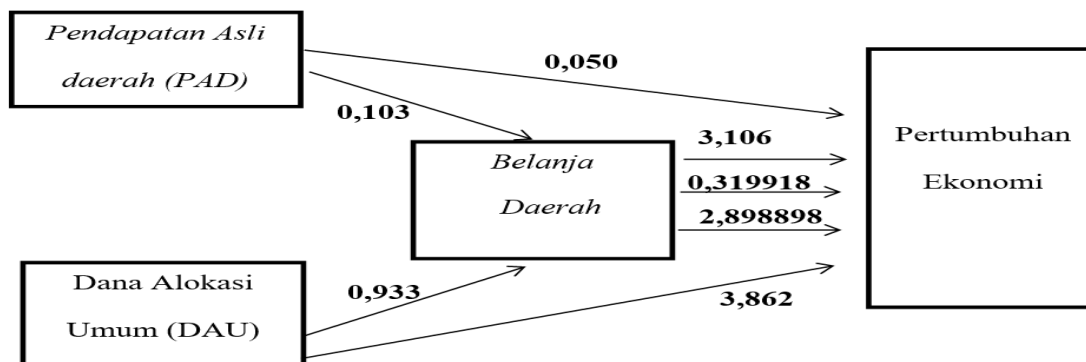 Pendapatan Asli
daerah (PAD)
0,050
0,103
Belanja
Daerah
3,106
0,319918
2,898898
Pertumbuhan
Ekonomi
Dana Alokasi
Umum (DAU)
0,933
3,862